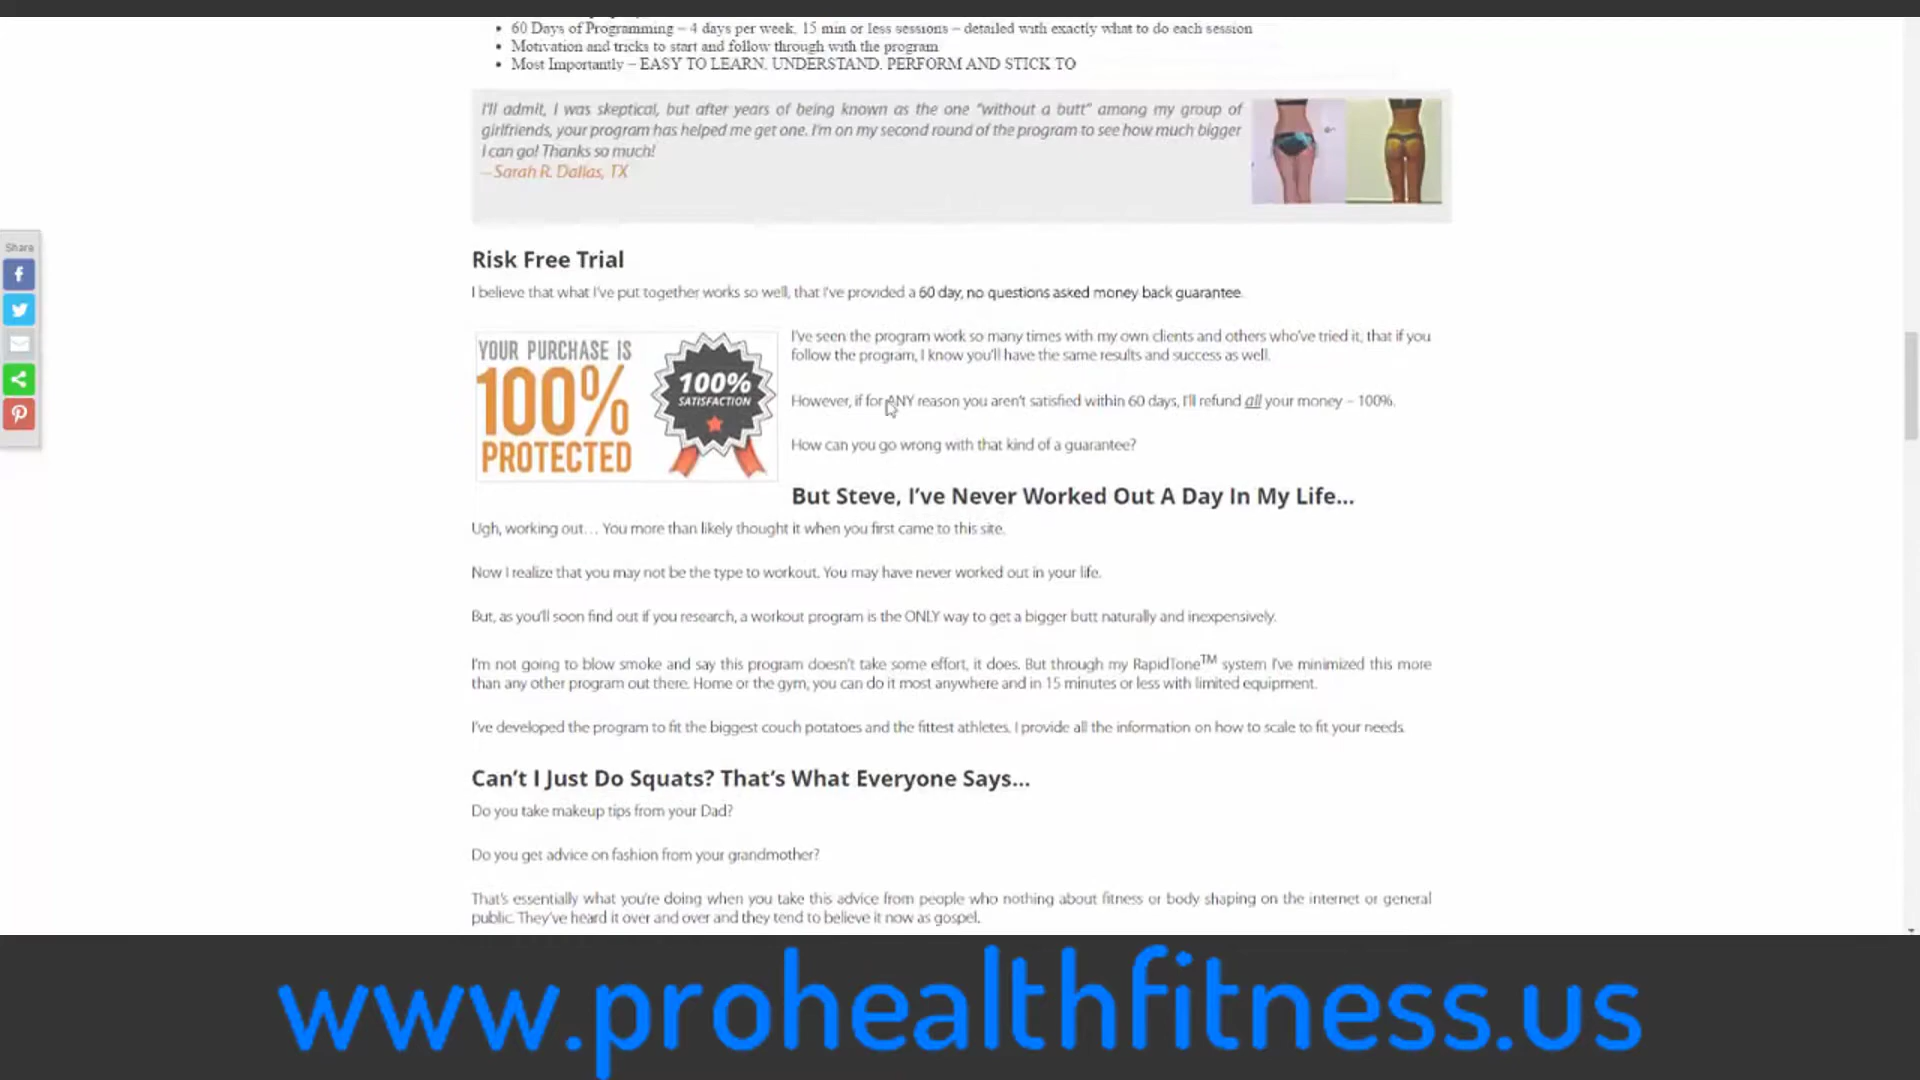 • 60 Days of Programming – 4 days per week, 15 min or less sessions – detailed with exactly what to do each session
• Motivation and tricks to start and follow through with the program
• Most Importantly – EASY TO LEARN, UNDERSTAND, PERFORM AND STICK TO
I'll admit, I was skeptical, but after years of being known as the one "without a butt" among my group of
girlfriends, your program has helped me get one. I'm on my second round of the program to see how much bigger
I can go! Thanks so much!
– Sarah R. Dallas, TX
Share
Risk Free Trial
I believe that what I've put together works so well, that I've provided a 60 day, no questions asked money back guarantee.
YOUR PURCHASE IS
100%
PROTECTED
100%
SATISFACTION
I've seen the program work so many times with my own clients and others who've tried it, that if you
follow the program, I know you'll have the same results and success as well.
However, if for ANY reason you aren't satisfied within 60 days, I'll refund all your money – 100%.
How can you go wrong with that kind of a guarantee?
But Steve, I've Never Worked Out A Day In My Life...
Ugh, working out… You more than likely thought it when you first came to this site.
Now I realize that you may not be the type to workout. You may have never worked out in your life.
But, as you'll soon find out if you research, a workout program is the ONLY way to get a bigger butt naturally and inexpensively.
I'm not going to blow smoke and say this program doesn't take some effort, it does. But through my RapidTone™ system I've minimized this more
than any other program out there. Home or the gym, you can do it most anywhere and in 15 minutes or less with limited equipment.
I've developed the program to fit the biggest couch potatoes and the fittest athletes. I provide all the information on how to scale to fit your needs.
Can't I Just Do Squats? That's What Everyone Says...
Do you take makeup tips from your Dad?
Do you get advice on fashion from your grandmother?
That's essentially what you're doing when you take this advice from people who nothing about fitness or body shaping on the internet or general
public. They've heard it over and over and they tend to believe it now as gospel.
www.prohealthfitness.us